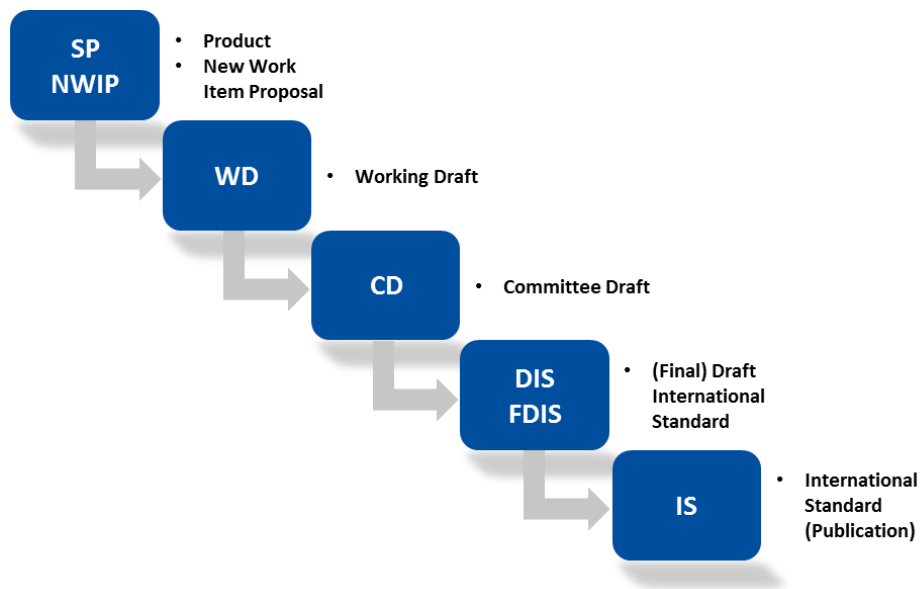 SP
NWIP
• Product
• New Work
Item Proposal
WD
• Working Draft
CD
• Committee Draft
DIS
FDIS
• (Final) Draft
International
Standard
IS
• International
Standard
(Publication)